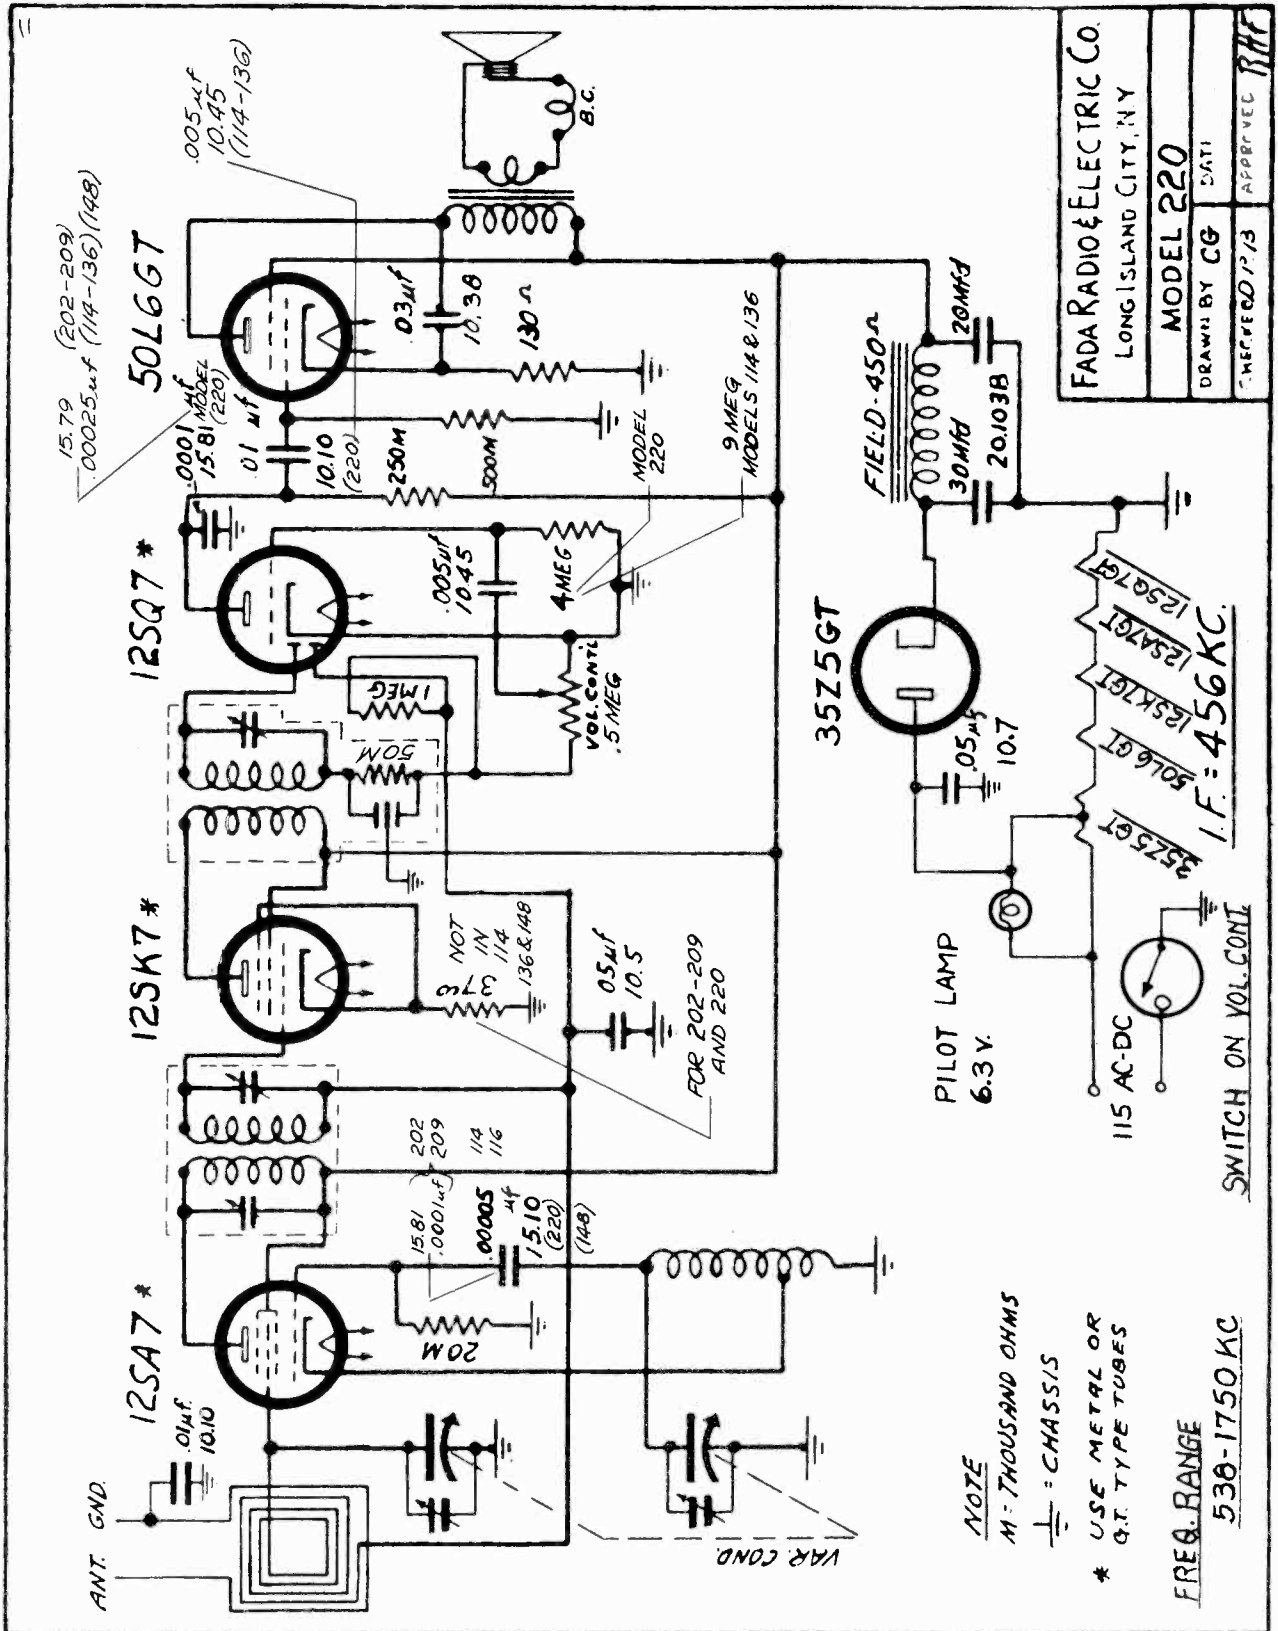 ANT. GND.
.01µf.
10.10
12SA7*
12SK7*
12SQ7*
50L6GT
15.79 (202-209)
.00025µf (114-136)(148)
.0001 µf
15.81 MODEL
(220)
.01 µf
10.10
(220)
.005µf
10.45
(114-136)
B.C.
.03µf
10.38
130Ω
250M
500M
.005µf
10.45
4 MEG
MODEL
220
9 MEG
MODELS 114 & 136
1 MEG
50M
VOL. CONT.
.5 MEG
NOT
IN
114
136 & 148
FOR 202-209
AND 220
.05µf
10.5
15.81
.0001µf
202
209
114
116
.00005
µf
15.10
(220)
(148)
20M
VAR. COND.
35Z5GT
FIELD-450Ω
30Mfd
20Mfd
20.103B
.05µf
10.7
PILOT LAMP
6.3 V.
115 AC-DC
35Z5GT
50L6GT
12SK7GT
12SA7GT
12SQ7GT
I.F. = 456 KC.
SWITCH ON VOL. CONT.
NOTE
M = THOUSAND OHMS
= CHASSIS
* USE METAL OR
G.T. TYPE TUBES
FREQ. RANGE
538-1750 KC
FADA RADIO & ELECTRIC CO.
LONG ISLAND CITY, N.Y
MODEL 220
DRAWN BY CG
APPROVED